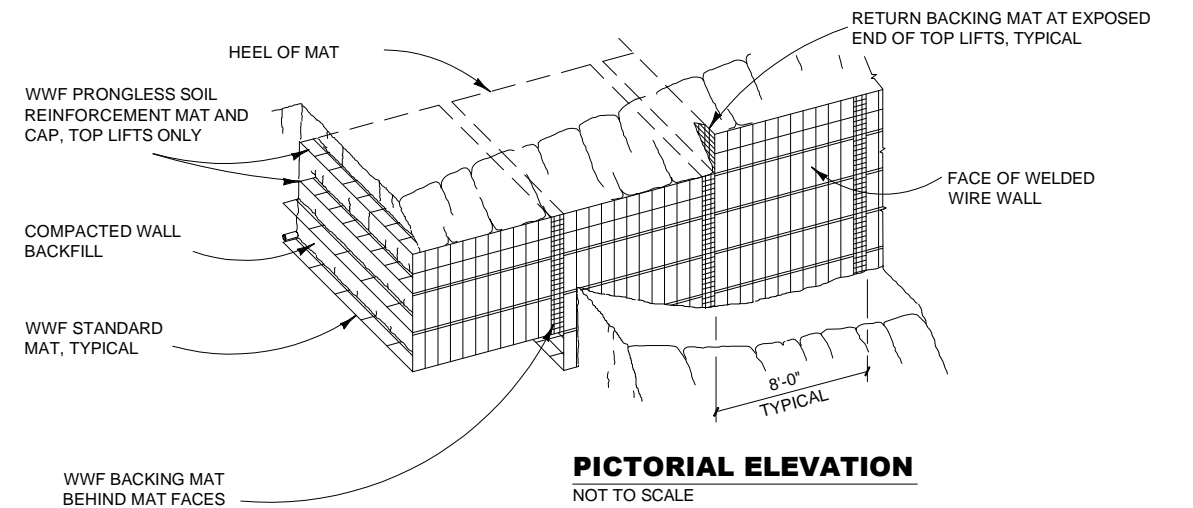 RETURN BACKING MAT AT EXPOSED
END OF TOP LIFTS, TYPICAL
HEEL OF MAT
WWF PRONGLESS SOIL
REINFORCEMENT MAT AND
CAP, TOP LIFTS ONLY
FACE OF WELDED
WIRE WALL
COMPACTED WALL
BACKFILL
WWF STANDARD
MAT, TYPICAL
8'-0"
TYPICAL
WWF BACKING MAT
BEHIND MAT FACES
PICTORIAL ELEVATION
NOT TO SCALE